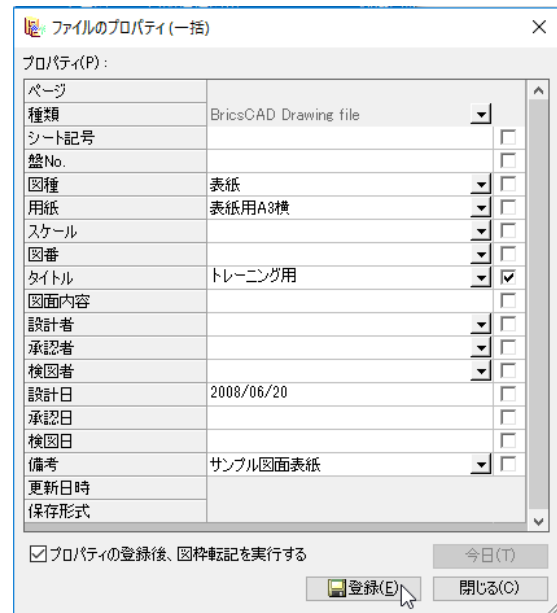 ファイルのプロパティ(一括)
プロパティ(P):
ページ
種類 BricsCAD Drawing file
シート記号
盤No.
図種 表紙
用紙 表紙用A3横
スケール
図番
タイトル トレーニング用
図面内容
設計者
承認者
検図者
設計日 2008/06/20
承認日
検図日
備考 サンプル図面表紙
更新日時
保存形式
プロパティの登録後、図枠転記を実行する 今日(T)
登録(E) 閉じる(C)